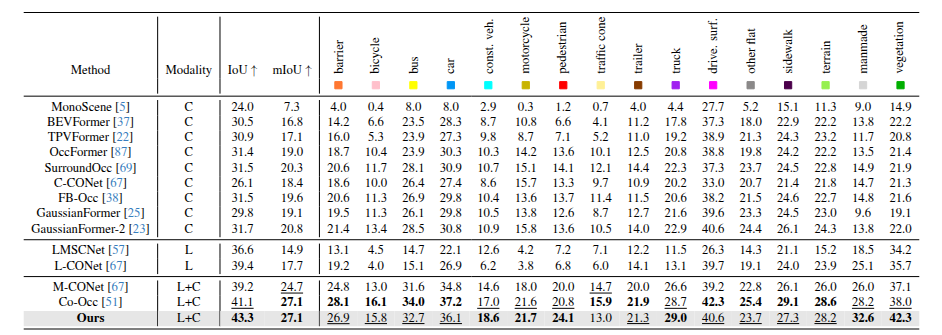 Method Modality IoU ↑ mIoU ↑ barrier bicycle bus car const. veh. motorcycle pedestrian traffic cone trailer truck drive. surf. other flat sidewalk terrain manmade vegetation
MonoScene [5] C 24.0 7.3 4.0 0.4 8.0 8.0 2.9 0.3 1.2 0.7 4.0 4.4 27.7 5.2 15.1 11.3 9.0 14.9
BEVFormer [37] C 30.5 16.8 14.2 6.6 23.5 28.3 8.7 10.8 6.6 4.1 11.2 17.8 37.3 18.0 22.9 22.2 13.8 22.2
TPVFormer [22] C 30.9 17.1 16.0 5.3 23.9 27.3 9.8 8.7 7.1 5.2 11.0 19.2 38.9 21.3 24.3 23.2 11.7 20.8
OccFormer [87] C 31.4 19.0 18.7 10.4 23.9 30.3 10.3 14.2 13.6 10.1 12.5 20.8 38.8 19.8 24.2 22.2 13.5 21.4
SurroundOcc [69] C 31.5 20.3 20.6 11.7 28.1 30.9 10.7 15.1 14.1 12.1 14.4 22.3 37.3 23.7 24.5 22.8 14.9 21.9
C-CONet [67] C 26.1 18.4 18.6 10.0 26.4 27.4 8.6 15.7 13.3 9.7 10.9 20.2 33.0 20.7 21.4 21.8 14.7 21.3
FB-Occ [38] C 31.5 19.6 20.6 11.3 26.9 29.8 10.4 13.6 13.7 11.4 11.5 20.6 38.2 21.5 24.6 22.7 14.8 21.6
GaussianFormer [25] C 29.8 19.1 19.5 11.3 26.1 29.8 10.5 13.8 12.6 8.7 12.7 21.6 39.6 23.3 24.5 23.0 9.6 19.1
GaussianFormer-2 [23] C 31.7 20.8 21.4 13.4 28.5 30.8 10.9 15.8 13.6 10.5 14.0 22.9 40.6 24.4 26.1 24.3 13.8 22.0
LMSCNet [57] L 36.6 14.9 13.1 4.5 14.7 22.1 12.6 4.2 7.2 7.1 12.2 11.5 26.3 14.3 21.1 15.2 18.5 34.2
L-CONet [67] L 39.4 17.7 19.2 4.0 15.1 26.9 6.2 3.8 6.8 6.0 14.1 13.1 39.7 19.1 24.0 23.9 25.1 35.7
M-CONet [67] L+C 39.2 24.7 24.8 13.0 31.6 34.8 14.6 18.0 20.0 14.7 20.0 26.6 39.2 22.8 26.1 26.0 26.0 37.1
Co-Occ [51] L+C 41.1 27.1 28.1 16.1 34.0 37.2 17.0 21.6 20.8 15.9 21.9 28.7 42.3 25.4 29.1 28.6 28.2 38.0
Ours L+C 43.3 27.1 26.9 15.8 32.7 36.1 18.6 21.7 24.1 13.0 21.3 29.0 40.6 23.7 27.3 28.2 32.6 42.3